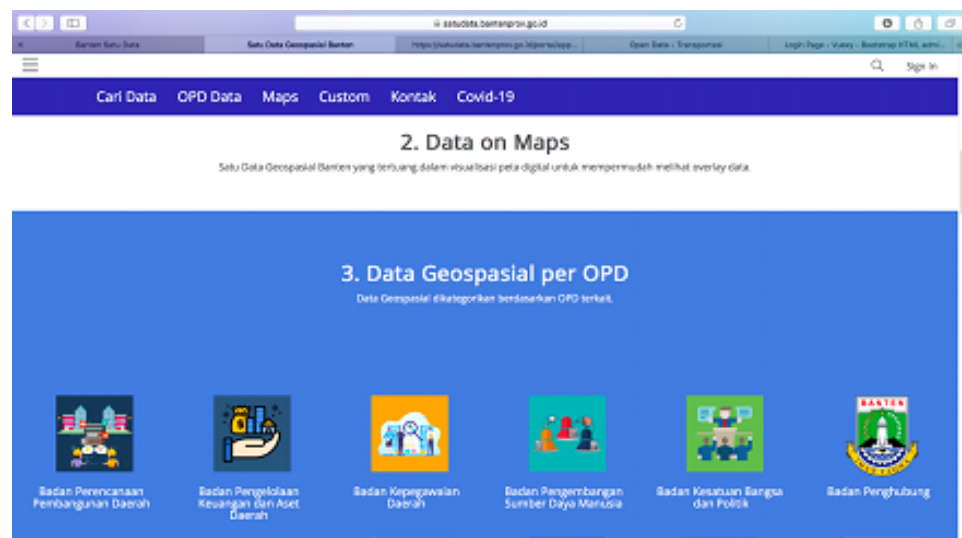 satudata.bantenprov.go.id
Banten Satu Data
Satu Data Geospasial Banten
Open Data - Transportasi
Sign In
Cari Data OPD Data Maps Custom Kontak Covid-19
2. Data on Maps
Satu Data Geospasial Banten yang tertuang dalam visualisasi peta digital untuk mempermudah melihat overlay data.
3. Data Geospasial per OPD
Data Geospasial dikategorikan berdasarkan OPD terkait.
BANTEN
Badan Perencanaan
Pembangunan Daerah
Badan Pengelolaan
Keuangan dan Aset
Daerah
Badan Kepegawaian
Daerah
Badan Pengembangan
Sumber Daya Manusia
Badan Kesatuan Bangsa
dan Politik
Badan Penghubung